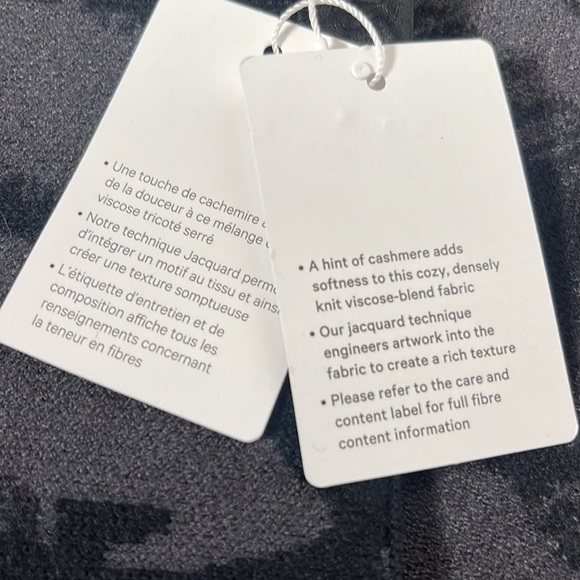 • Une touche de cachemire
de la douceur à ce mélange
viscose tricoté serré
• Notre technique Jacquard
d'intégrer un motif au tissu et
créer une texture somptueuse
• L'étiquette d'entretien et de
composition affiche tous les
renseignements concernant
la teneur en fibres
• A hint of cashmere adds
softness to this cozy, densely
knit viscose-blend fabric
• Our jacquard technique
engineers artwork into the
fabric to create a rich texture
• Please refer to the care and
content label for full fibre
content information